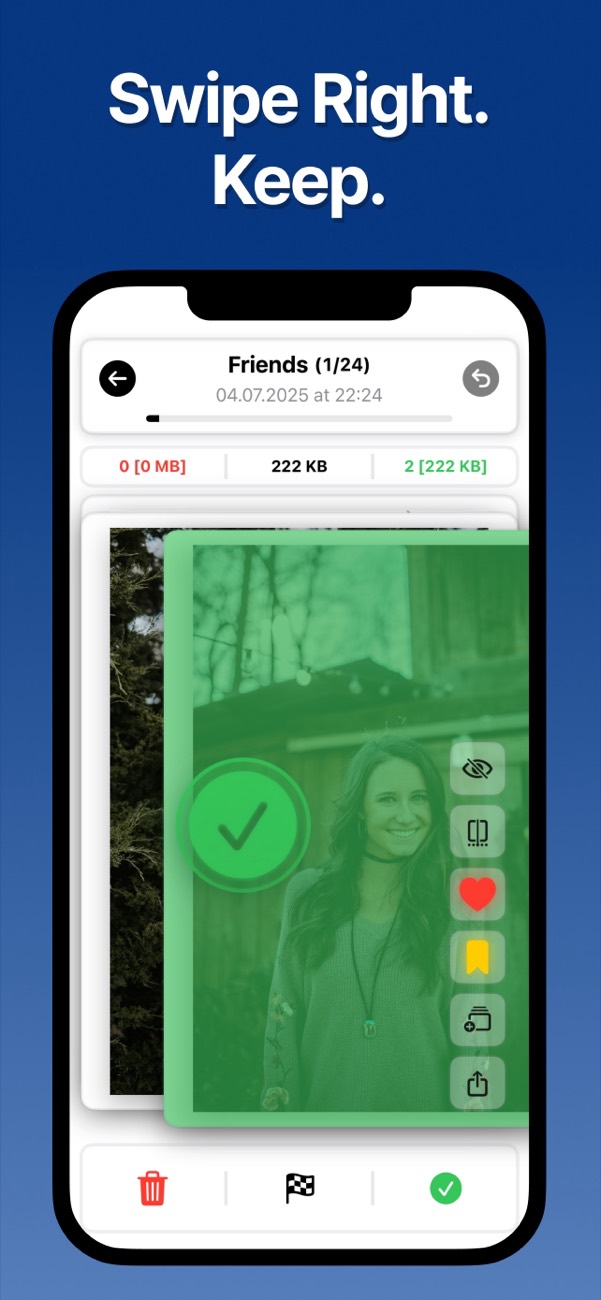 Swipe Right.
Keep.
Friends (1/24)
04.07.2025 at 22:24
0 [0 MB]
222 KB
2 [222 KB]